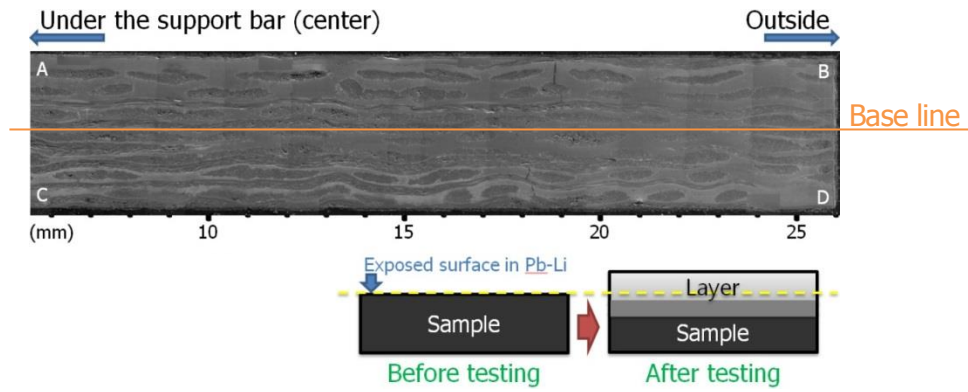 Under the support bar (center) Outside
A B
Base line
C D
(mm) 10 15 20 25
Exposed surface in Pb-Li
Layer
Sample Sample
Before testing After testing